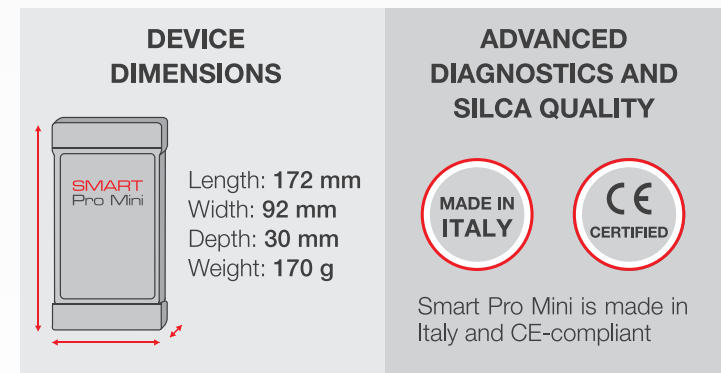 DEVICE
DIMENSIONS
SMART
Pro Mini
Length: 172 mm
Width: 92 mm
Depth: 30 mm
Weight: 170 g
ADVANCED
DIAGNOSTICS AND
SILCA QUALITY
MADE IN
ITALY
CE
CERTIFIED
Smart Pro Mini is made in
Italy and CE-compliant